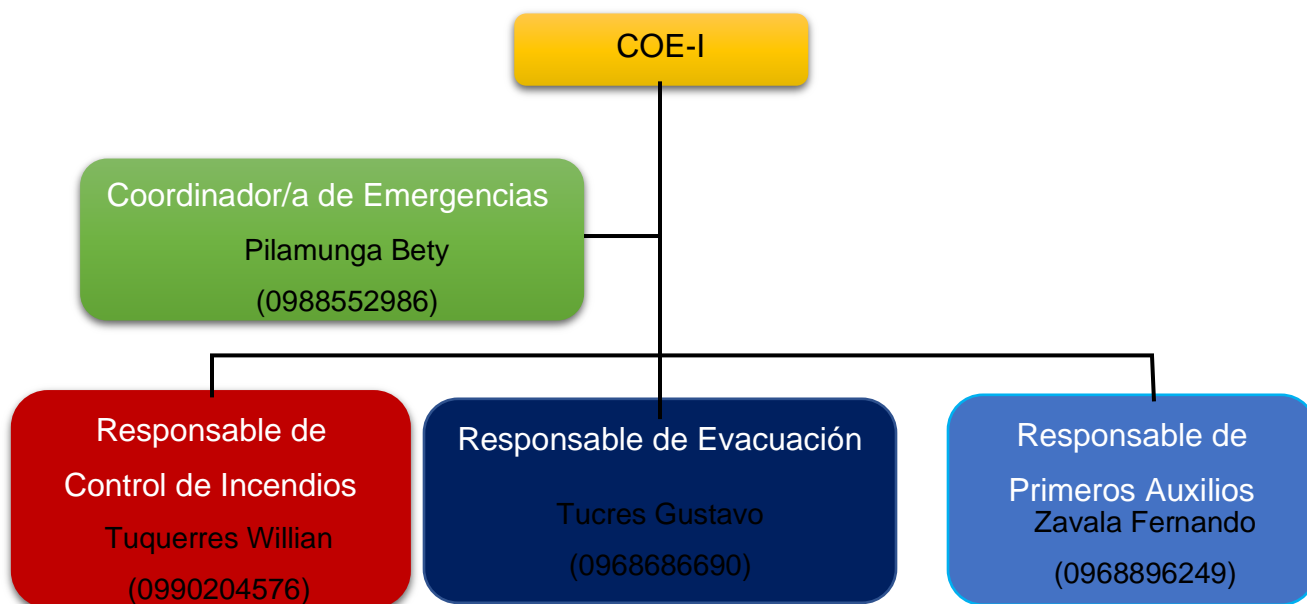 COE-I
Coordinador/a de Emergencias
Pilamunga Bety
(0988552986)
Responsable de
Control de Incendios
Tuquerres Willian
(0990204576)
Responsable de Evacuación
Tucres Gustavo
(0968686690)
Responsable de
Primeros Auxilios
Zavala Fernando
(0968896249)